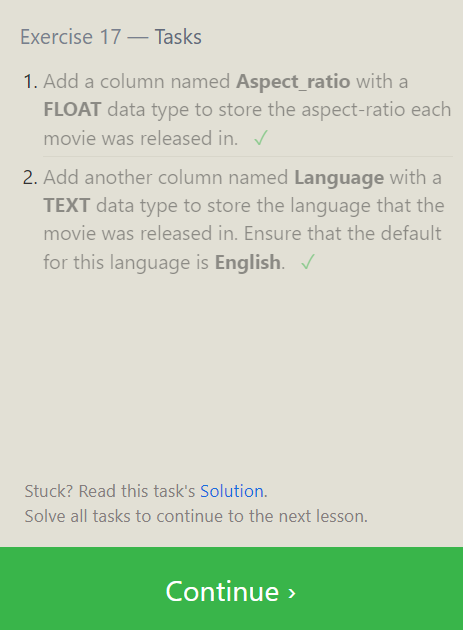 Exercise 17 — Tasks
1. Add a column named Aspect_ratio with a
FLOAT data type to store the aspect-ratio each
movie was released in. ✓
2. Add another column named Language with a
TEXT data type to store the language that the
movie was released in. Ensure that the default
for this language is English. ✓
Stuck? Read this task's Solution.
Solve all tasks to continue to the next lesson.
Continue ›